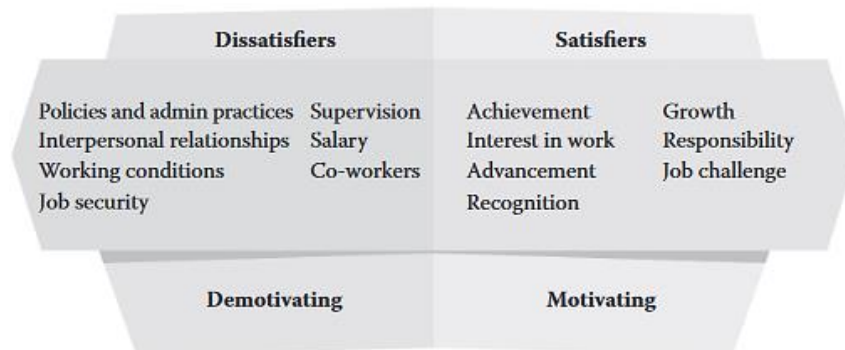 Dissatisfiers Satisfiers
Policies and admin practices Supervision Achievement Growth
Interpersonal relationships Salary Interest in work Responsibility
Working conditions Co-workers Advancement Job challenge
Job security Recognition
Demotivating Motivating